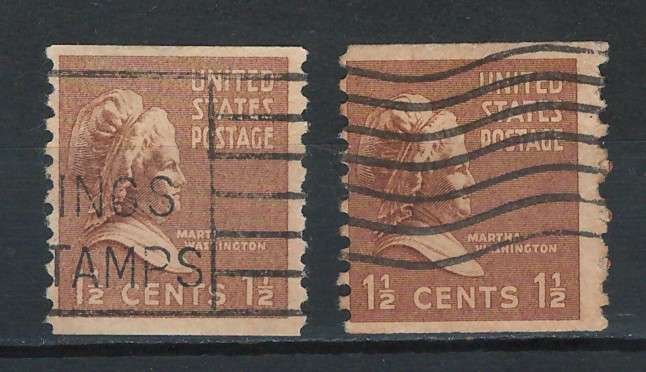 UNITED
STATES
POSTAGE
INGS
MARTHA
WASHINGTON
TAMPS
1½ CENTS 1½
UNITED
STATES
POSTAGE
MARTHA
WASHINGTON
1½ CENTS 1½